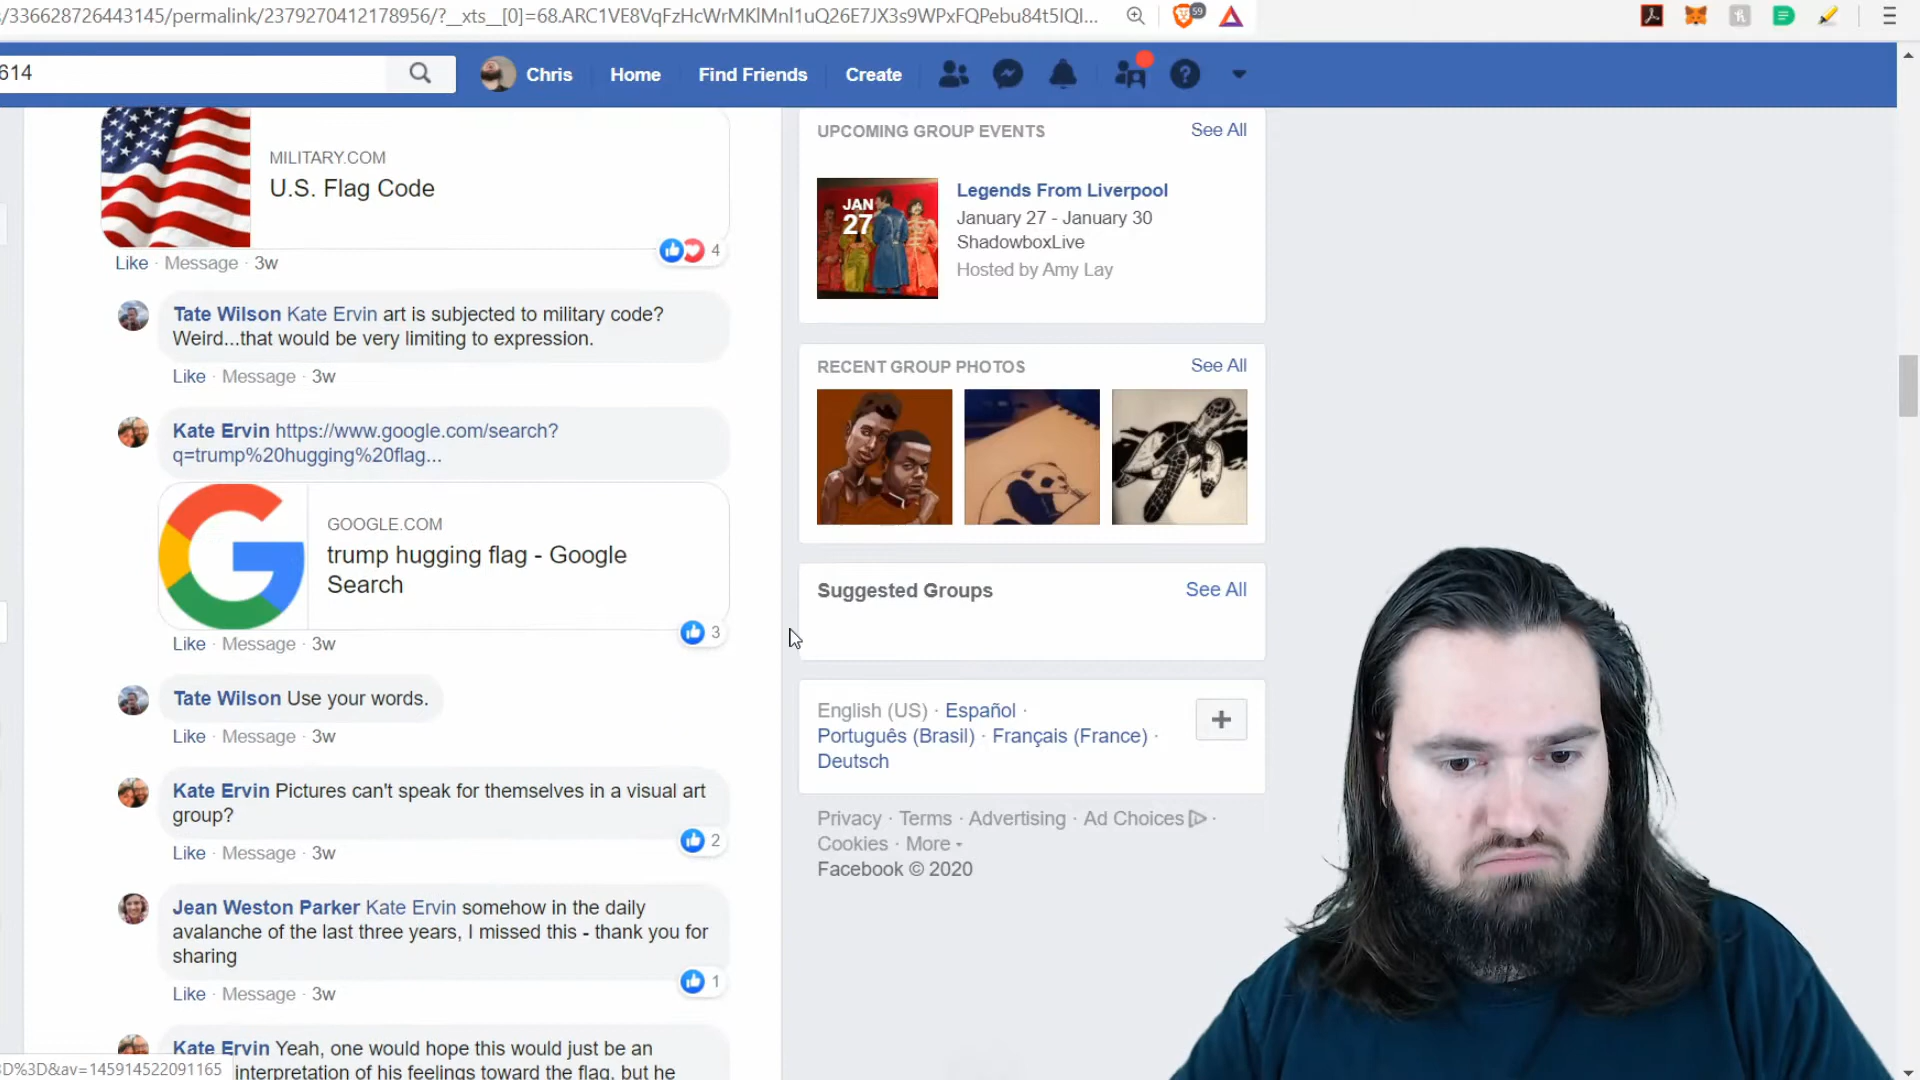 s/336628726443145/permalink/2379270412178956/?__xts__[0]=68.ARC1VE8VqFzHcWrMKlMnl1uQ26E7JX3s9WPxFQPebu84t5IQI...
59
614
Chris
Home
Find Friends
Create
MILITARY.COM
U.S. Flag Code
4
Like · Message · 3w
Tate Wilson Kate Ervin art is subjected to military code?
Weird...that would be very limiting to expression.
Like · Message · 3w
Kate Ervin https://www.google.com/search?
q=trump%20hugging%20flag...
GOOGLE.COM
trump hugging flag - Google
Search
3
Like · Message · 3w
Tate Wilson Use your words.
Like · Message · 3w
Kate Ervin Pictures can't speak for themselves in a visual art
group?
2
Like · Message · 3w
Jean Weston Parker Kate Ervin somehow in the daily
avalanche of the last three years, I missed this - thank you for
sharing
1
Like · Message · 3w
Kate Ervin Yeah, one would hope this would just be an
interpretation of his feelings toward the flag, but he
3D%3D&av=145914522091165
UPCOMING GROUP EVENTS
See All
JAN
27
Legends From Liverpool
January 27 - January 30
ShadowboxLive
Hosted by Amy Lay
RECENT GROUP PHOTOS
See All
Suggested Groups
See All
English (US) · Español ·
Português (Brasil) · Français (France) ·
Deutsch
Privacy · Terms · Advertising · Ad Choices ·
Cookies · More
Facebook © 2020